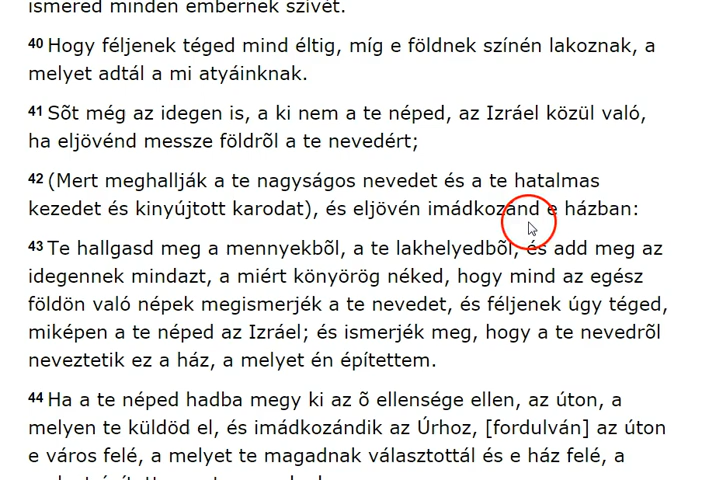 ismered minden embernek szívét.
40 Hogy féljenek téged mind éltig, míg e földnek színén lakoznak, a
melyet adtál a mi atyáinknak.
41 Sõt még az idegen is, a ki nem a te néped, az Izráel közül való,
ha eljövénd messze földrõl a te nevedért;
42 (Mert meghallják a te nagyságos nevedet és a te hatalmas
kezedet és kinyújtott karodat), és eljövén imádkozánd e házban:
43 Te hallgasd meg a mennyekbõl, a te lakhelyedbõl, és add meg az
idegennek mindazt, a miért könyörög néked, hogy mind az egész
földön való népek megismerjék a te nevedet, és féljenek úgy téged,
miképen a te néped az Izráel; és ismerjék meg, hogy a te nevedrõl
neveztetik ez a ház, a melyet én építettem.
44 Ha a te néped hadba megy ki az õ ellensége ellen, az úton, a
melyen te küldöd el, és imádkozándik az Úrhoz, [fordulván] az úton
e város felé, a melyet te magadnak választottál és e ház felé, a